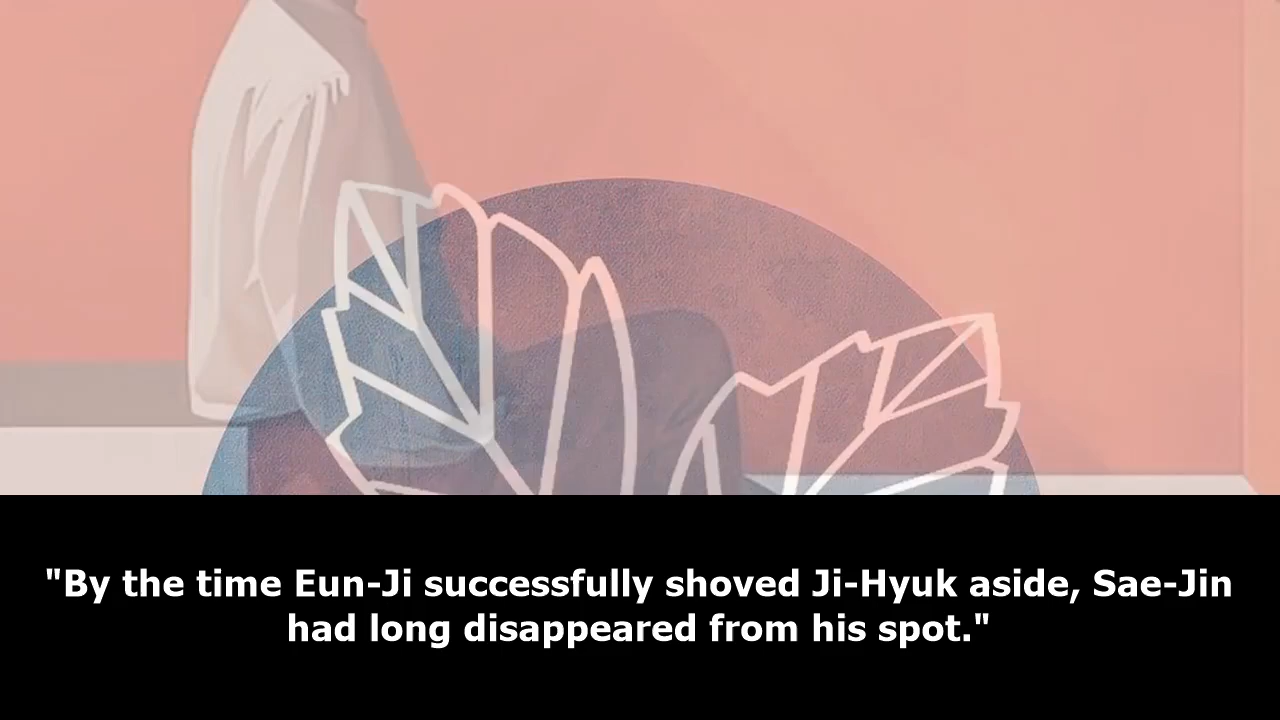 "By the time Eun-Ji successfully shoved Ji-Hyuk aside, Sae-Jin
had long disappeared from his spot."